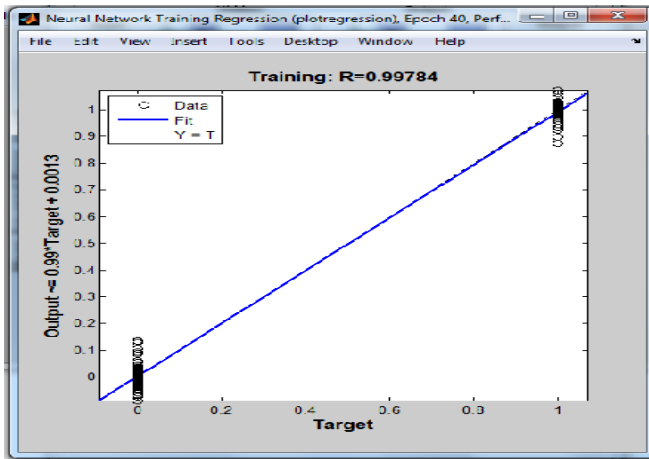 Neural Network Training Regression (plotregression), Epoch 40, Perf...
File Edit View Insert Tools Desktop Window Help
Training: R=0.99784
Data
Fit
Y = T
Output ~= 0.99*Target + 0.0013
1
0.9
0.8
0.7
0.6
0.5
0.4
0.3
0.2
0.1
0
0 0.2 0.4 0.6 0.8 1
Target